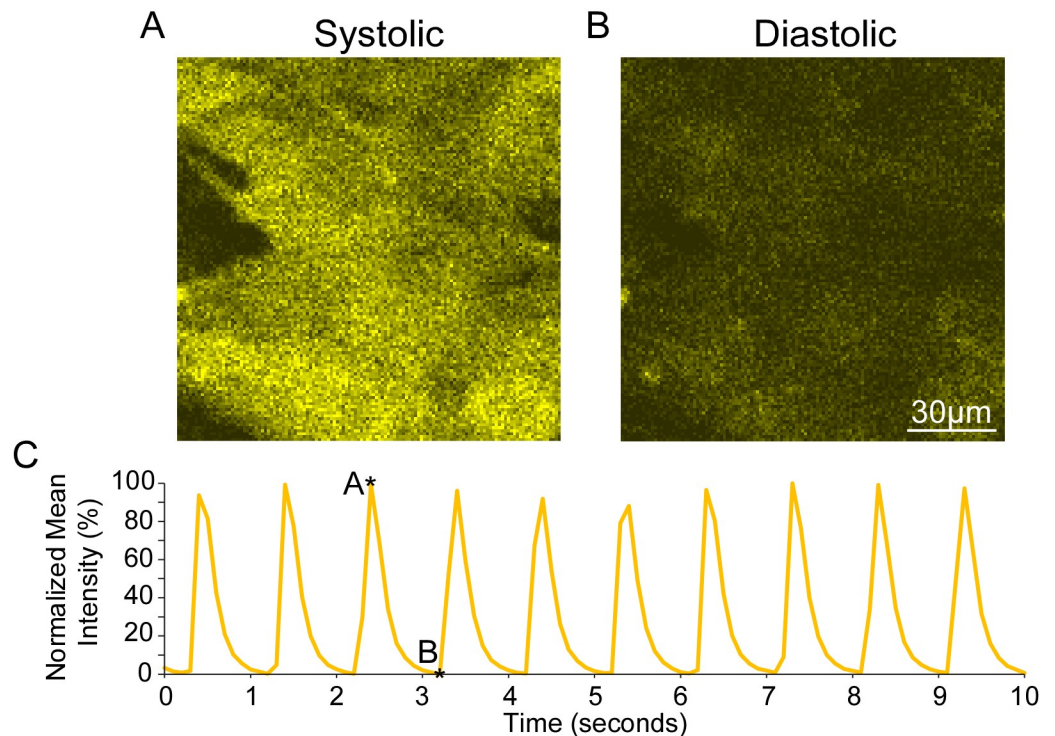 A
Systolic
B
Diastolic
30µm
C
Normalized Mean
Intensity (%)
100
80
60
40
20
0
A*
B
*
0 1 2 3 4 5 6 7 8 9 10
Time (seconds)